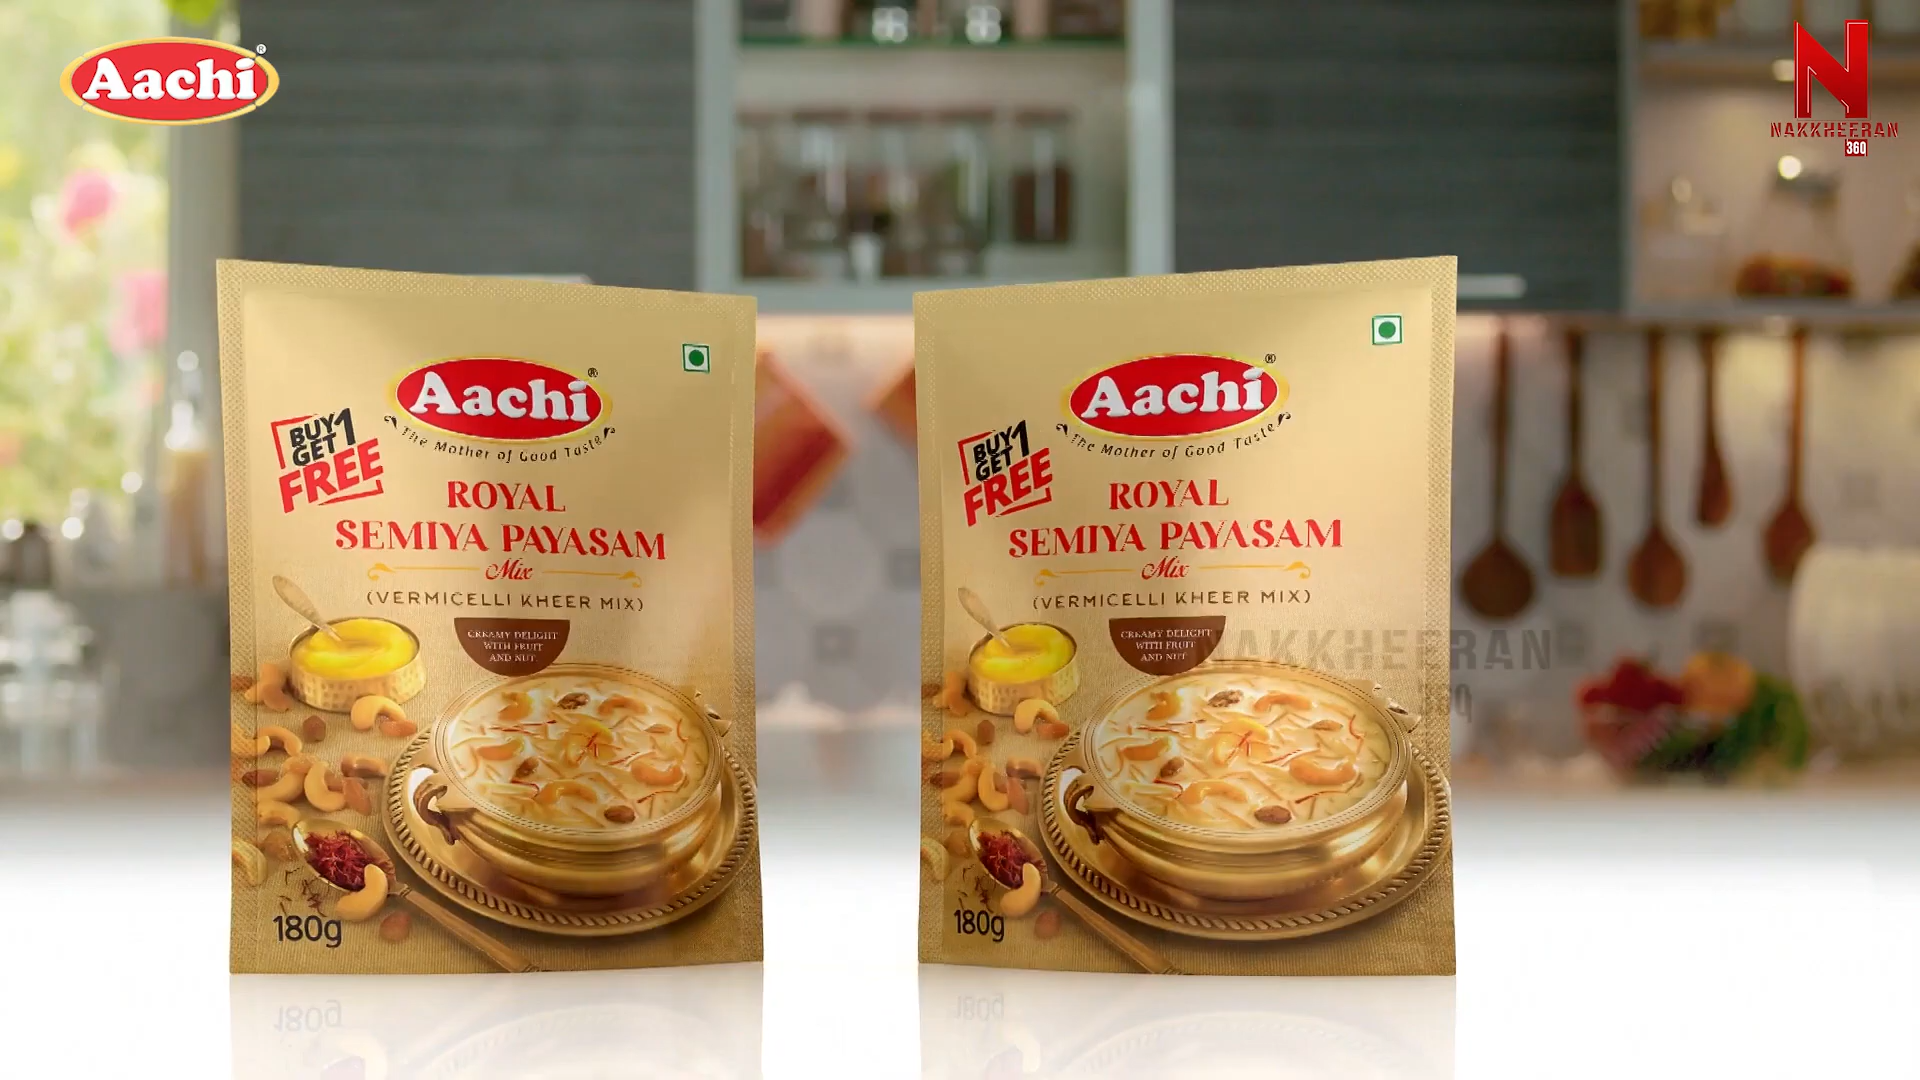 Aachi
NAKKHEERAN
360
Aachi
The Mother of Good Taste
BUY 1
GET
FREE
ROYAL
SEMIYA PAYASAM
Mix
(VERMICELLI KHEER MIX)
CREAMY DELIGHT
WITH FRUIT
AND NUT.
180g
Aachi
The Mother of Good Taste
BUY 1
GET
FREE
ROYAL
SEMIYA PAYASAM
Mix
(VERMICELLI KHEER MIX)
CREAMY DELIGHT
WITH FRUIT
AND NUT
180g
NAKKHEERAN
360